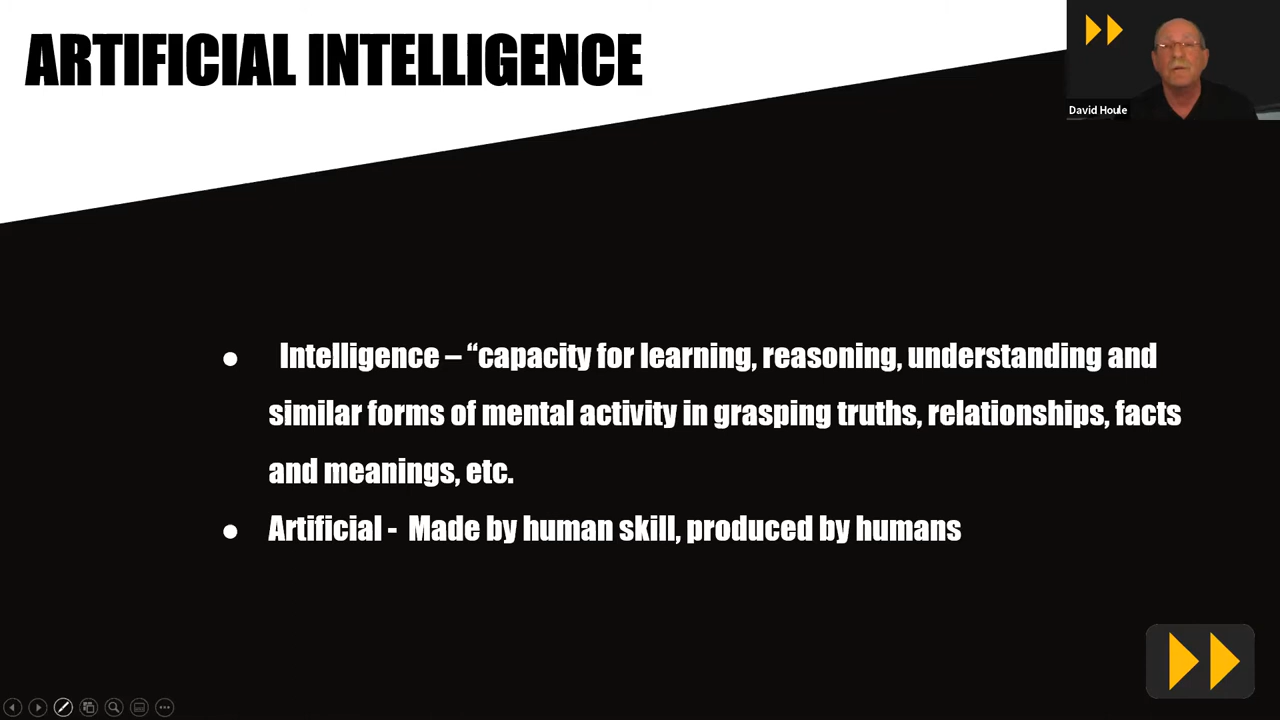 ARTIFICIAL INTELLIGENCE
David Houle
● Intelligence – “capacity for learning, reasoning, understanding and
similar forms of mental activity in grasping truths, relationships, facts
and meanings, etc.
● Artificial - Made by human skill, produced by humans